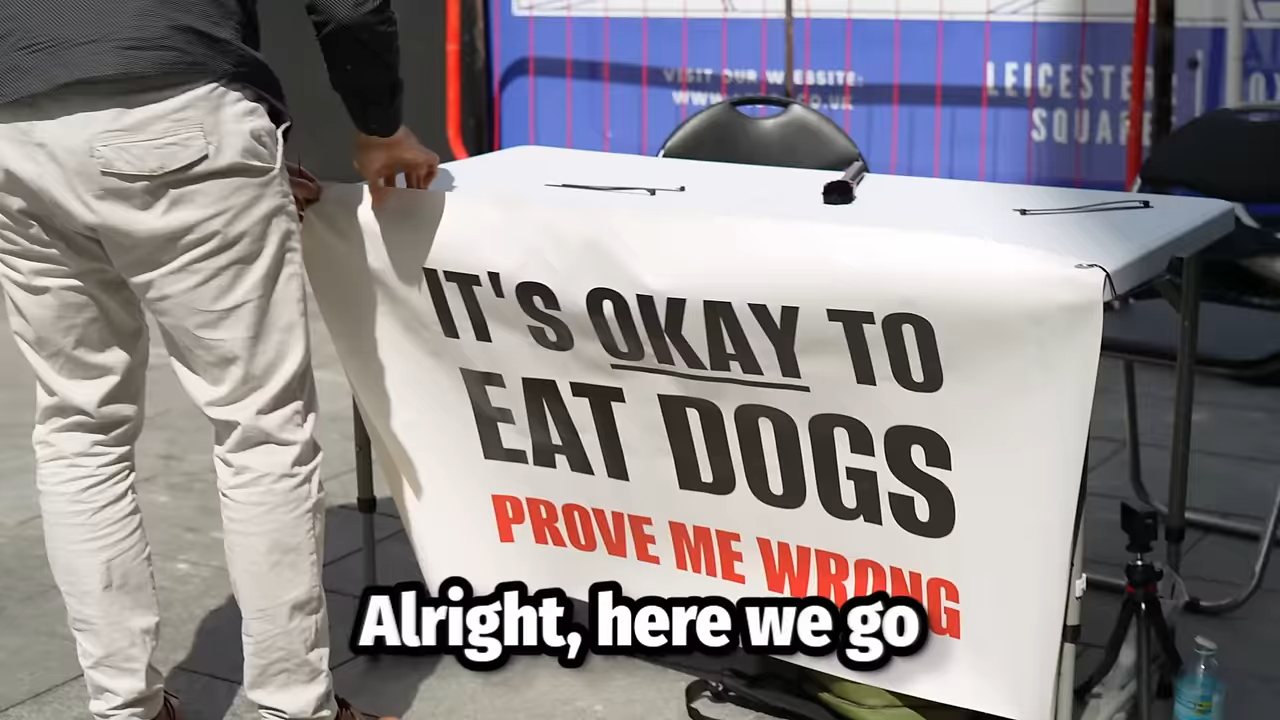 VISIT OUR WEBSITE:
LEICESTER
SQUARE
IT'S OKAY TO
EAT DOGS
PROVE ME WRONG
Alright, here we go